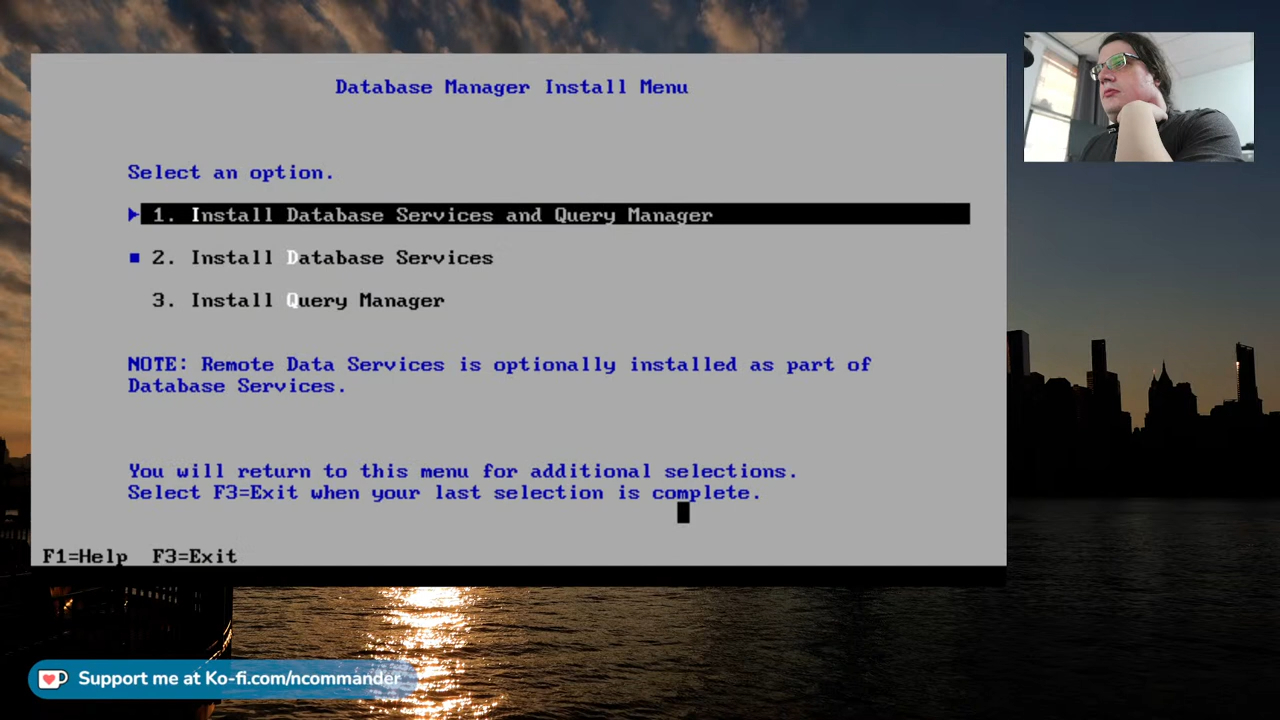 Database Manager Install Menu
Select an option.
1. Install Database Services and Query Manager
2. Install Database Services
3. Install Query Manager
NOTE: Remote Data Services is optionally installed as part of
Database Services.
You will return to this menu for additional selections.
Select F3=Exit when your last selection is complete.
F1=Help F3=Exit
Support me at Ko-fi.com/ncommander